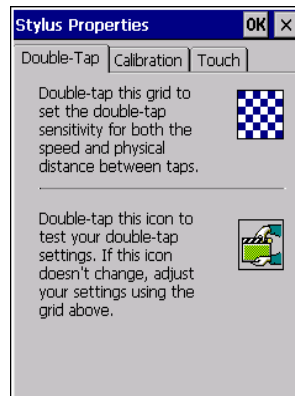 Stylus Properties OK ×
Double-Tap Calibration Touch
Double-tap this grid to
set the double-tap
sensitivity for both the
speed and physical
distance between taps.
Double-tap this icon to
test your double-tap
settings. If this icon
doesn't change, adjust
your settings using the
grid above.